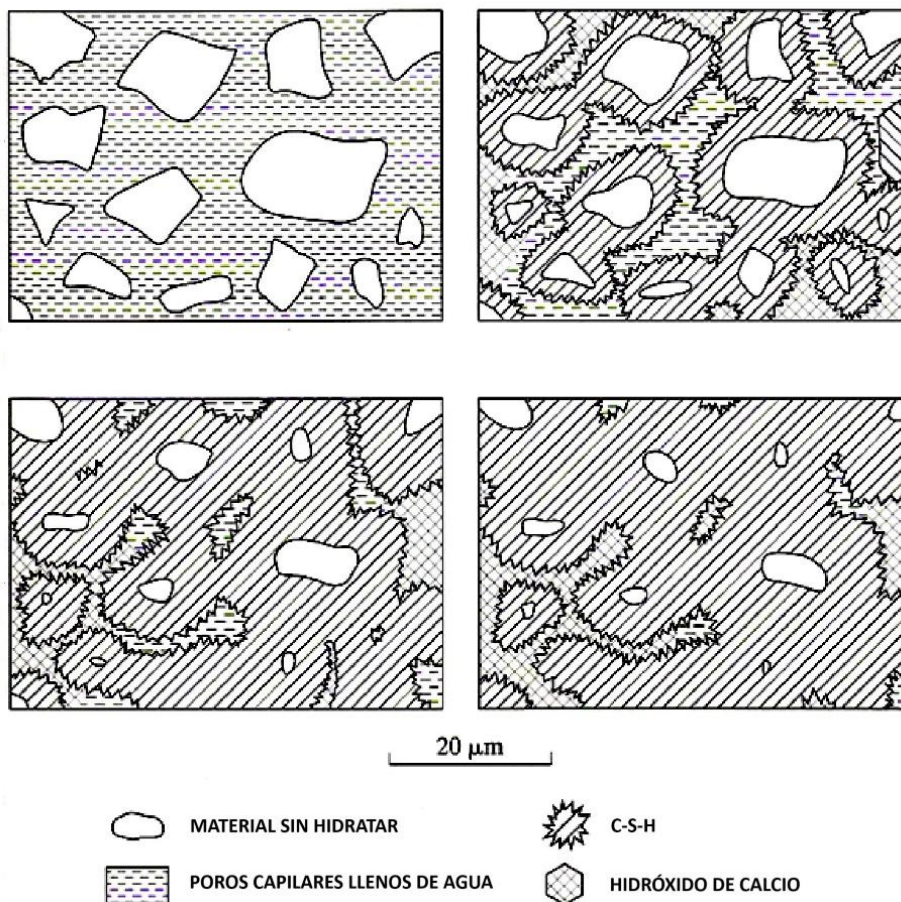 20 μm
MATERIAL SIN HIDRATAR
C-S-H
POROS CAPILARES LLENOS DE AGUA
HIDRÓXIDO DE CALCIO